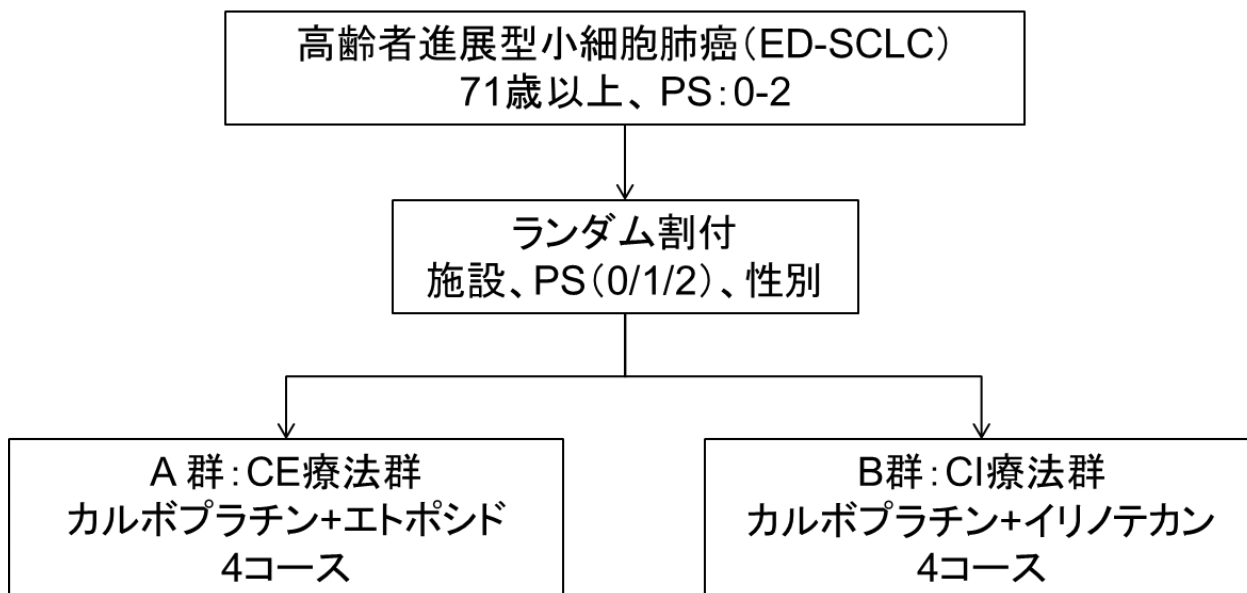 高齢者進展型小細胞肺癌(ED-SCLC)
71歳以上、PS:0-2
ランダム割付
施設、PS(0/1/2)、性別
A 群:CE療法群
カルボプラチン+エトポシド
4コース
B群:CI療法群
カルボプラチン+イリノテカン
4コース